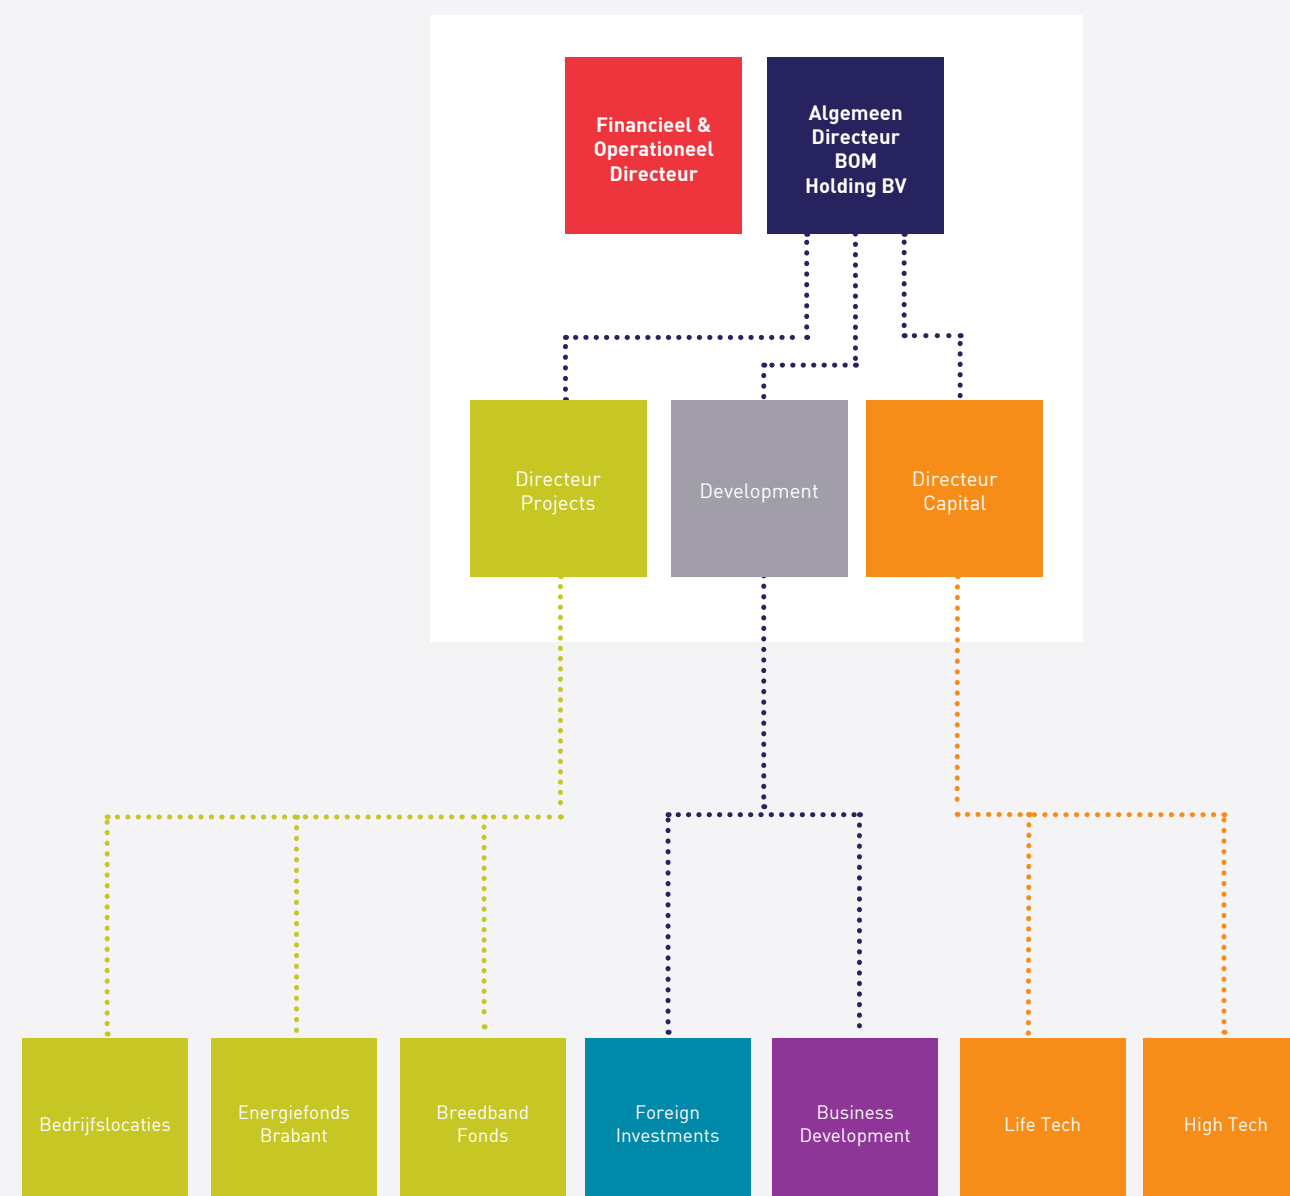 Financieel &
Operationeel
Directeur
Algemeen
Directeur
BOM
Holding BV
Directeur
Projects
Development
Directeur
Capital
Bedrijfslocaties
Energiefonds
Brabant
Breedband
Fonds
Foreign
Investments
Business
Development
Life Tech
High Tech